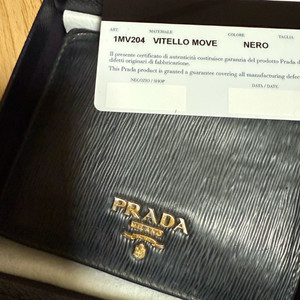 ART. MATERIALE COLORE TAGLIA
1MV204 VITELLO MOVE NERO
Il presente certificato di autenticità costituisce garanzia del prodotto Prada
difetti originari di fabbricazione.
This Prada product is granted a guarantee covering all manufacturing
NEGOZIO / SHOP DATA / DATE
PRADA